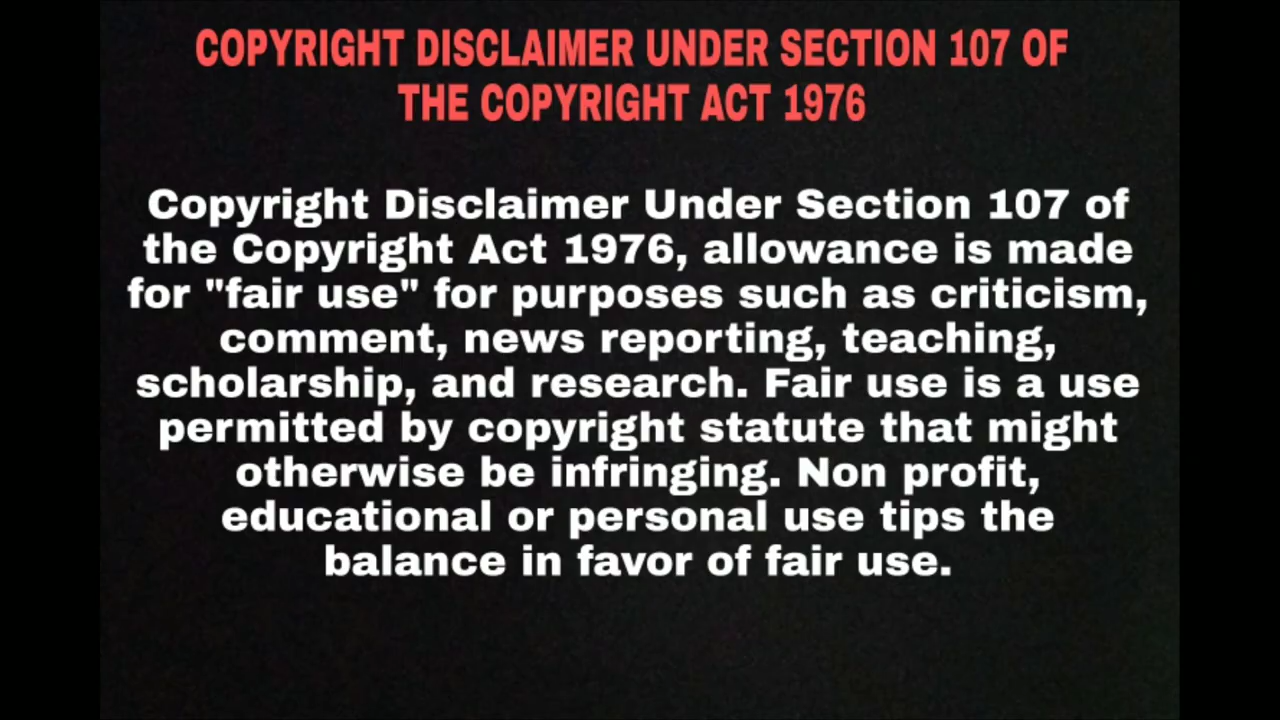 COPYRIGHT DISCLAIMER UNDER SECTION 107 OF
THE COPYRIGHT ACT 1976
Copyright Disclaimer Under Section 107 of
the Copyright Act 1976, allowance is made
for "fair use" for purposes such as criticism,
comment, news reporting, teaching,
scholarship, and research. Fair use is a use
permitted by copyright statute that might
otherwise be infringing. Non profit,
educational or personal use tips the
balance in favor of fair use.